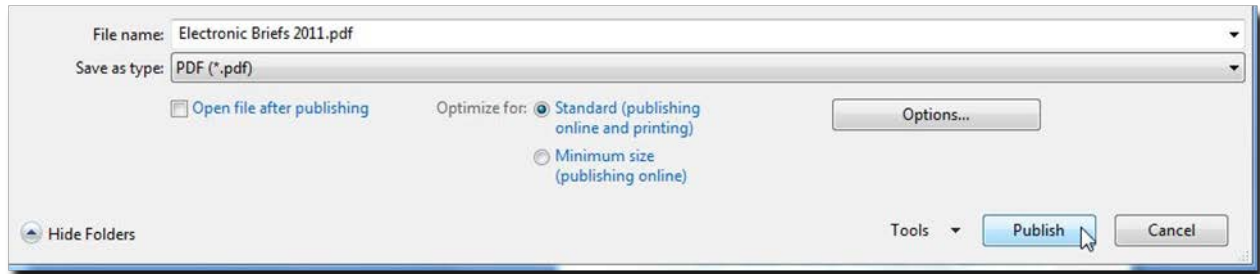 File name: Electronic Briefs 2011.pdf
Save as type: PDF (*.pdf)
Open file after publishing
Optimize for: Standard (publishing
online and printing)
Minimum size
(publishing online)
Options...
Hide Folders
Tools
Publish
Cancel